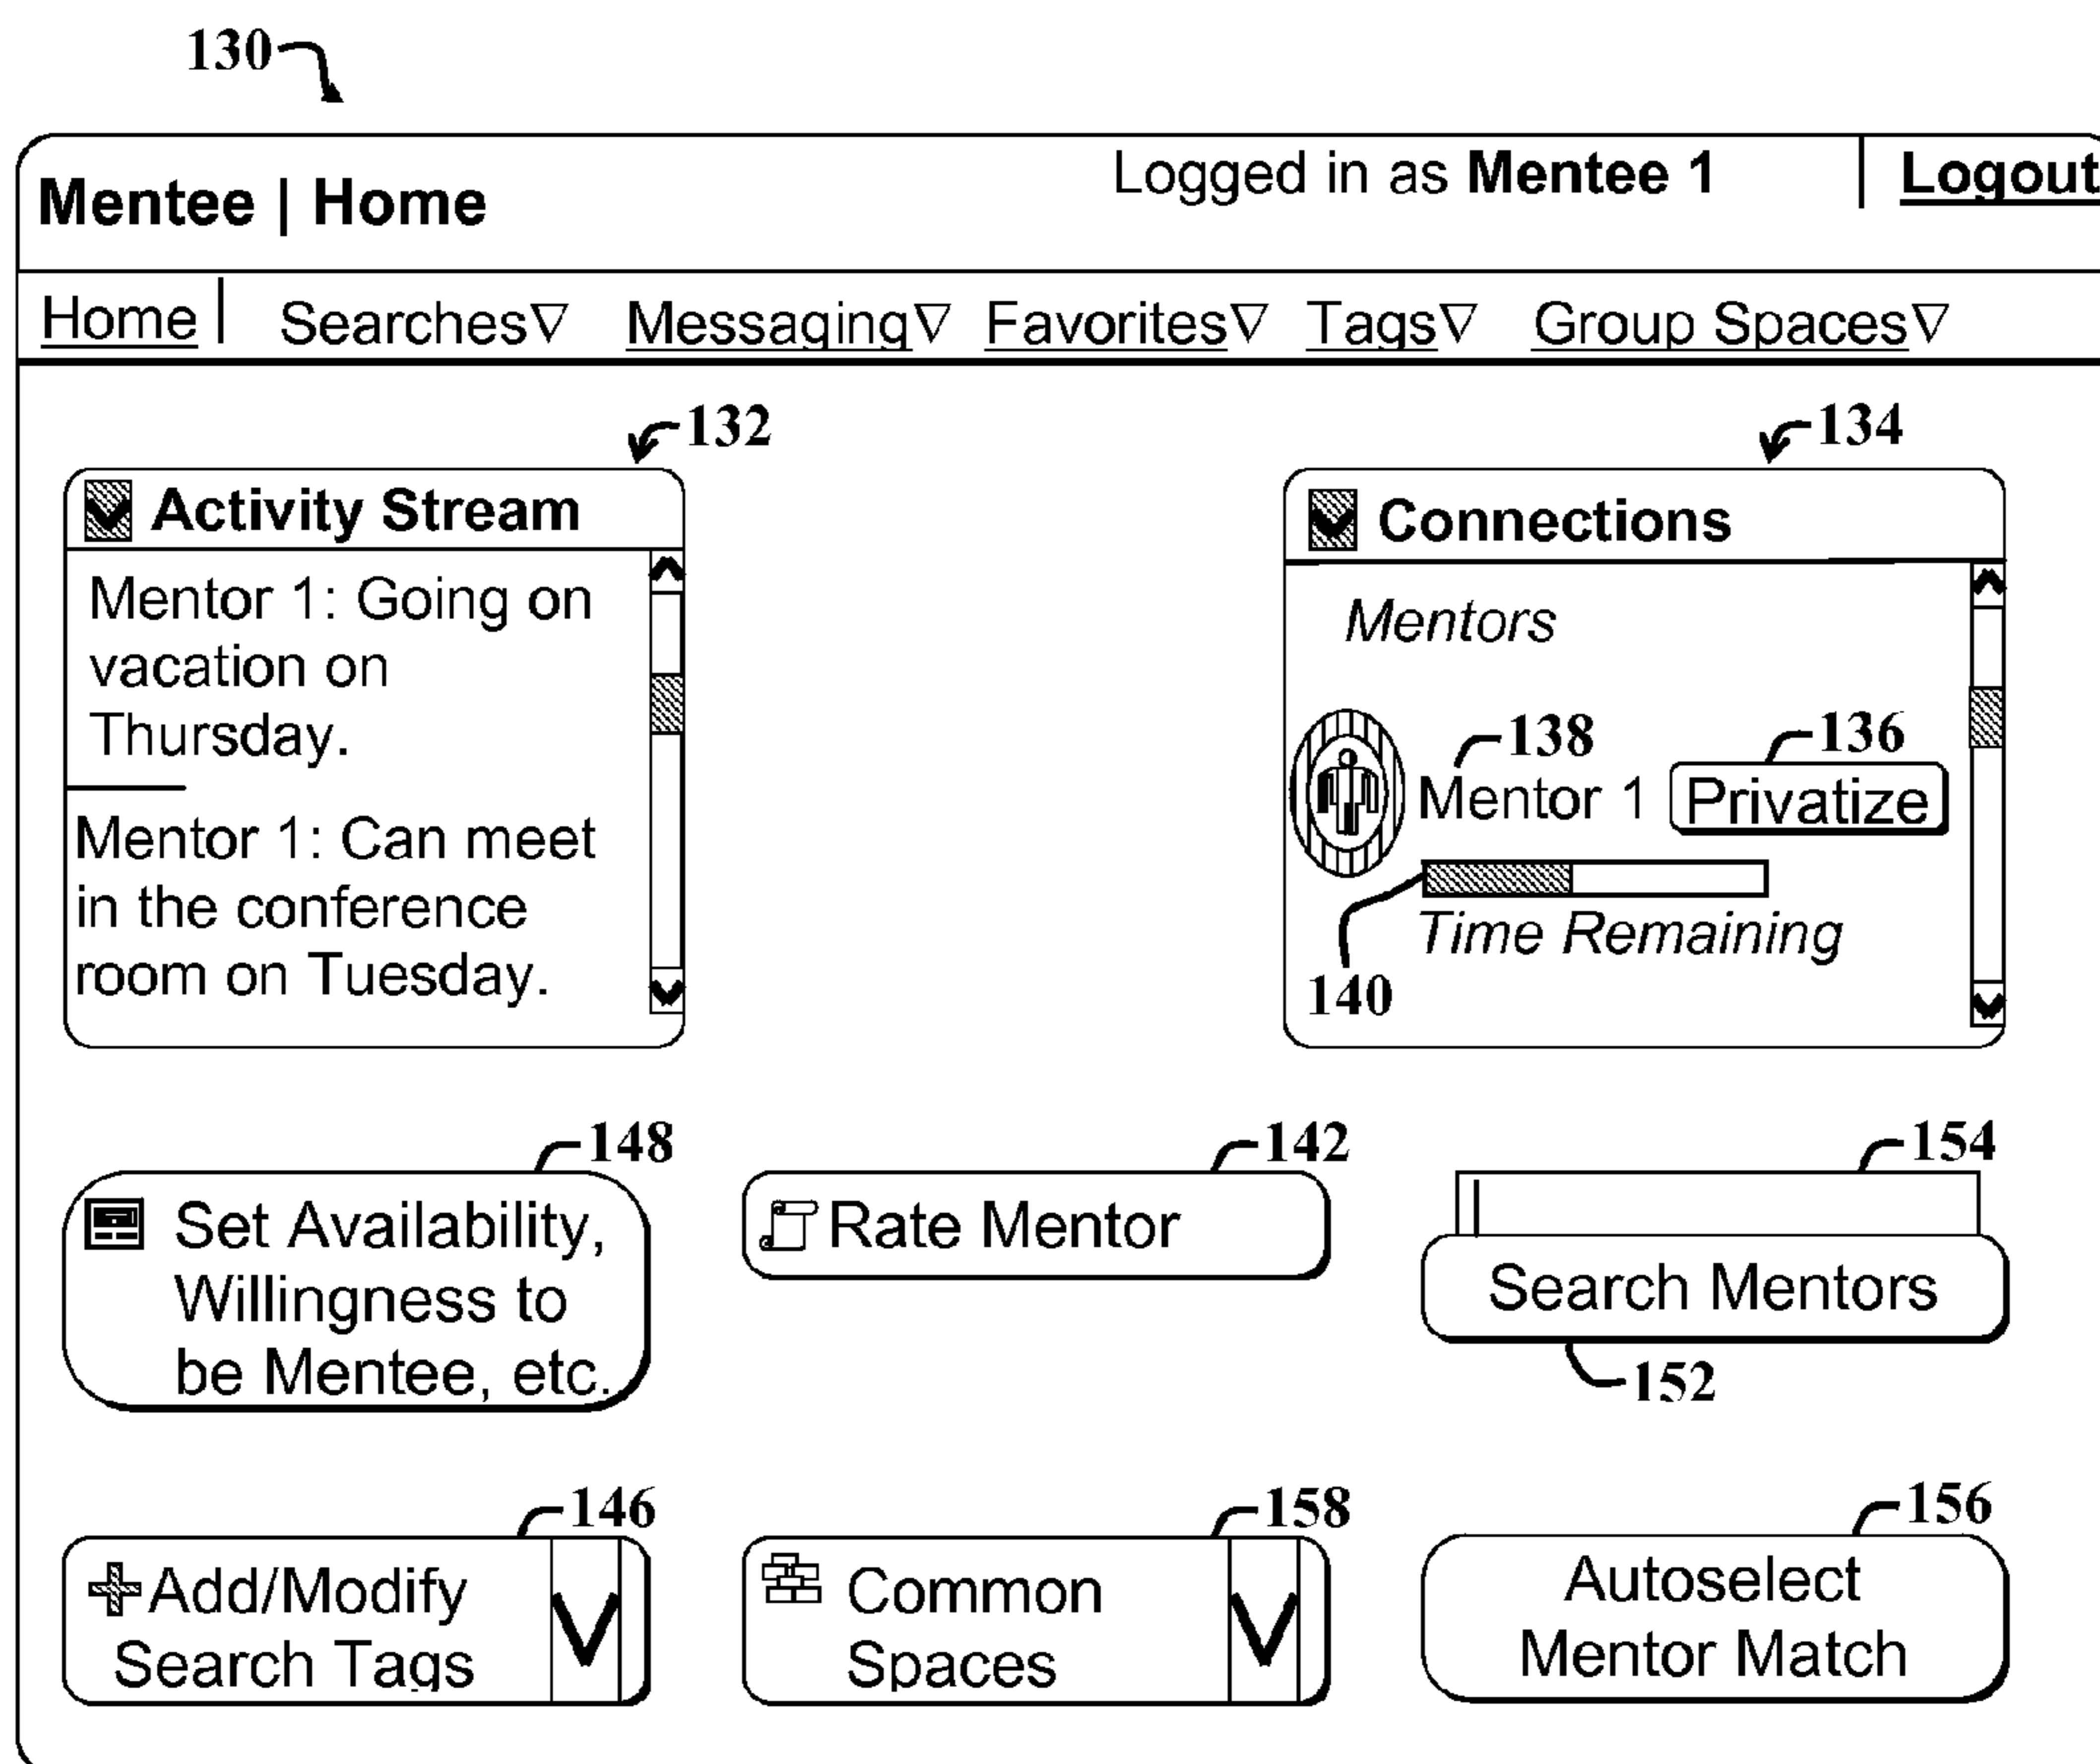 130
Mentee | Home
Logged in as Mentee 1 | Logout
Home | Searches Messaging Favorites Tags Group Spaces
132
134
Activity Stream
Mentor 1: Going on
vacation on
Thursday.
Mentor 1: Can meet
in the conference
room on Tuesday.
Connections
Mentors
138
136
Mentor 1
Privatize
Time Remaining
140
148
142
154
Set Availability,
Willingness to
be Mentee, etc.
Rate Mentor
Search Mentors
152
146
158
156
Add/Modify
Search Tags
Common
Spaces
Autoselect
Mentor Match